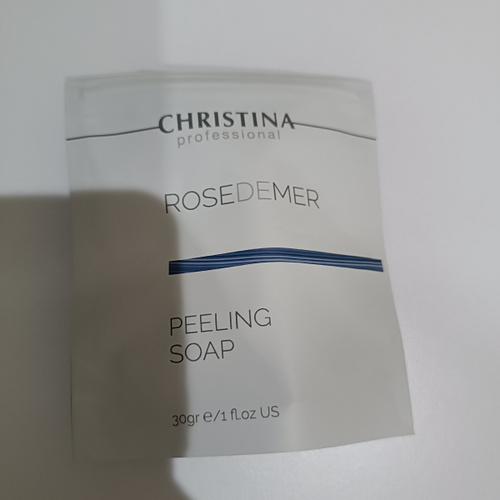 CHRISTINA
professional
ROSEDEMER
PEELING
SOAP
30gr e/1 fl.oz US